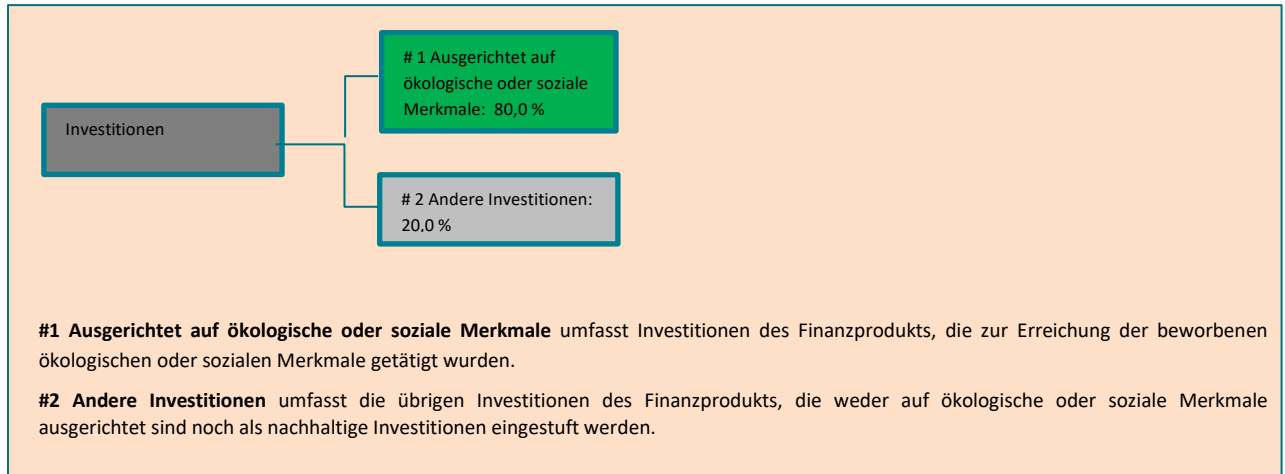 # 1 Ausgerichtet auf
ökologische oder soziale
Merkmale: 80,0 %
Investitionen
# 2 Andere Investitionen:
20,0 %
#1 Ausgerichtet auf ökologische oder soziale Merkmale umfasst Investitionen des Finanzprodukts, die zur Erreichung der beworbenen
ökologischen oder sozialen Merkmale getätigt wurden.
#2 Andere Investitionen umfasst die übrigen Investitionen des Finanzprodukts, die weder auf ökologische oder soziale Merkmale
ausgerichtet sind noch als nachhaltige Investitionen eingestuft werden.